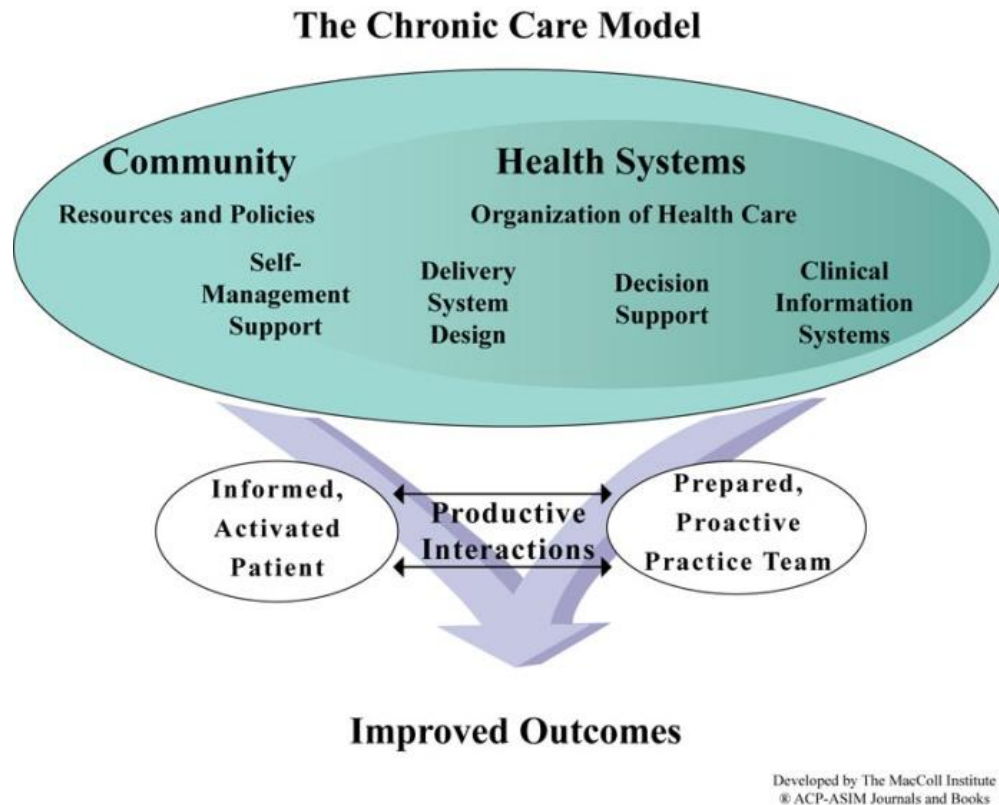 The Chronic Care Model
Community
Resources and Policies
Health Systems
Organization of Health Care
Self-
Management
Support
Delivery
System
Design
Decision
Support
Clinical
Information
Systems
Informed,
Activated
Patient
Productive
Interactions
Prepared,
Proactive
Practice Team
Improved Outcomes
Developed by The MacColl Institute
® ACP-ASIM Journals and Books